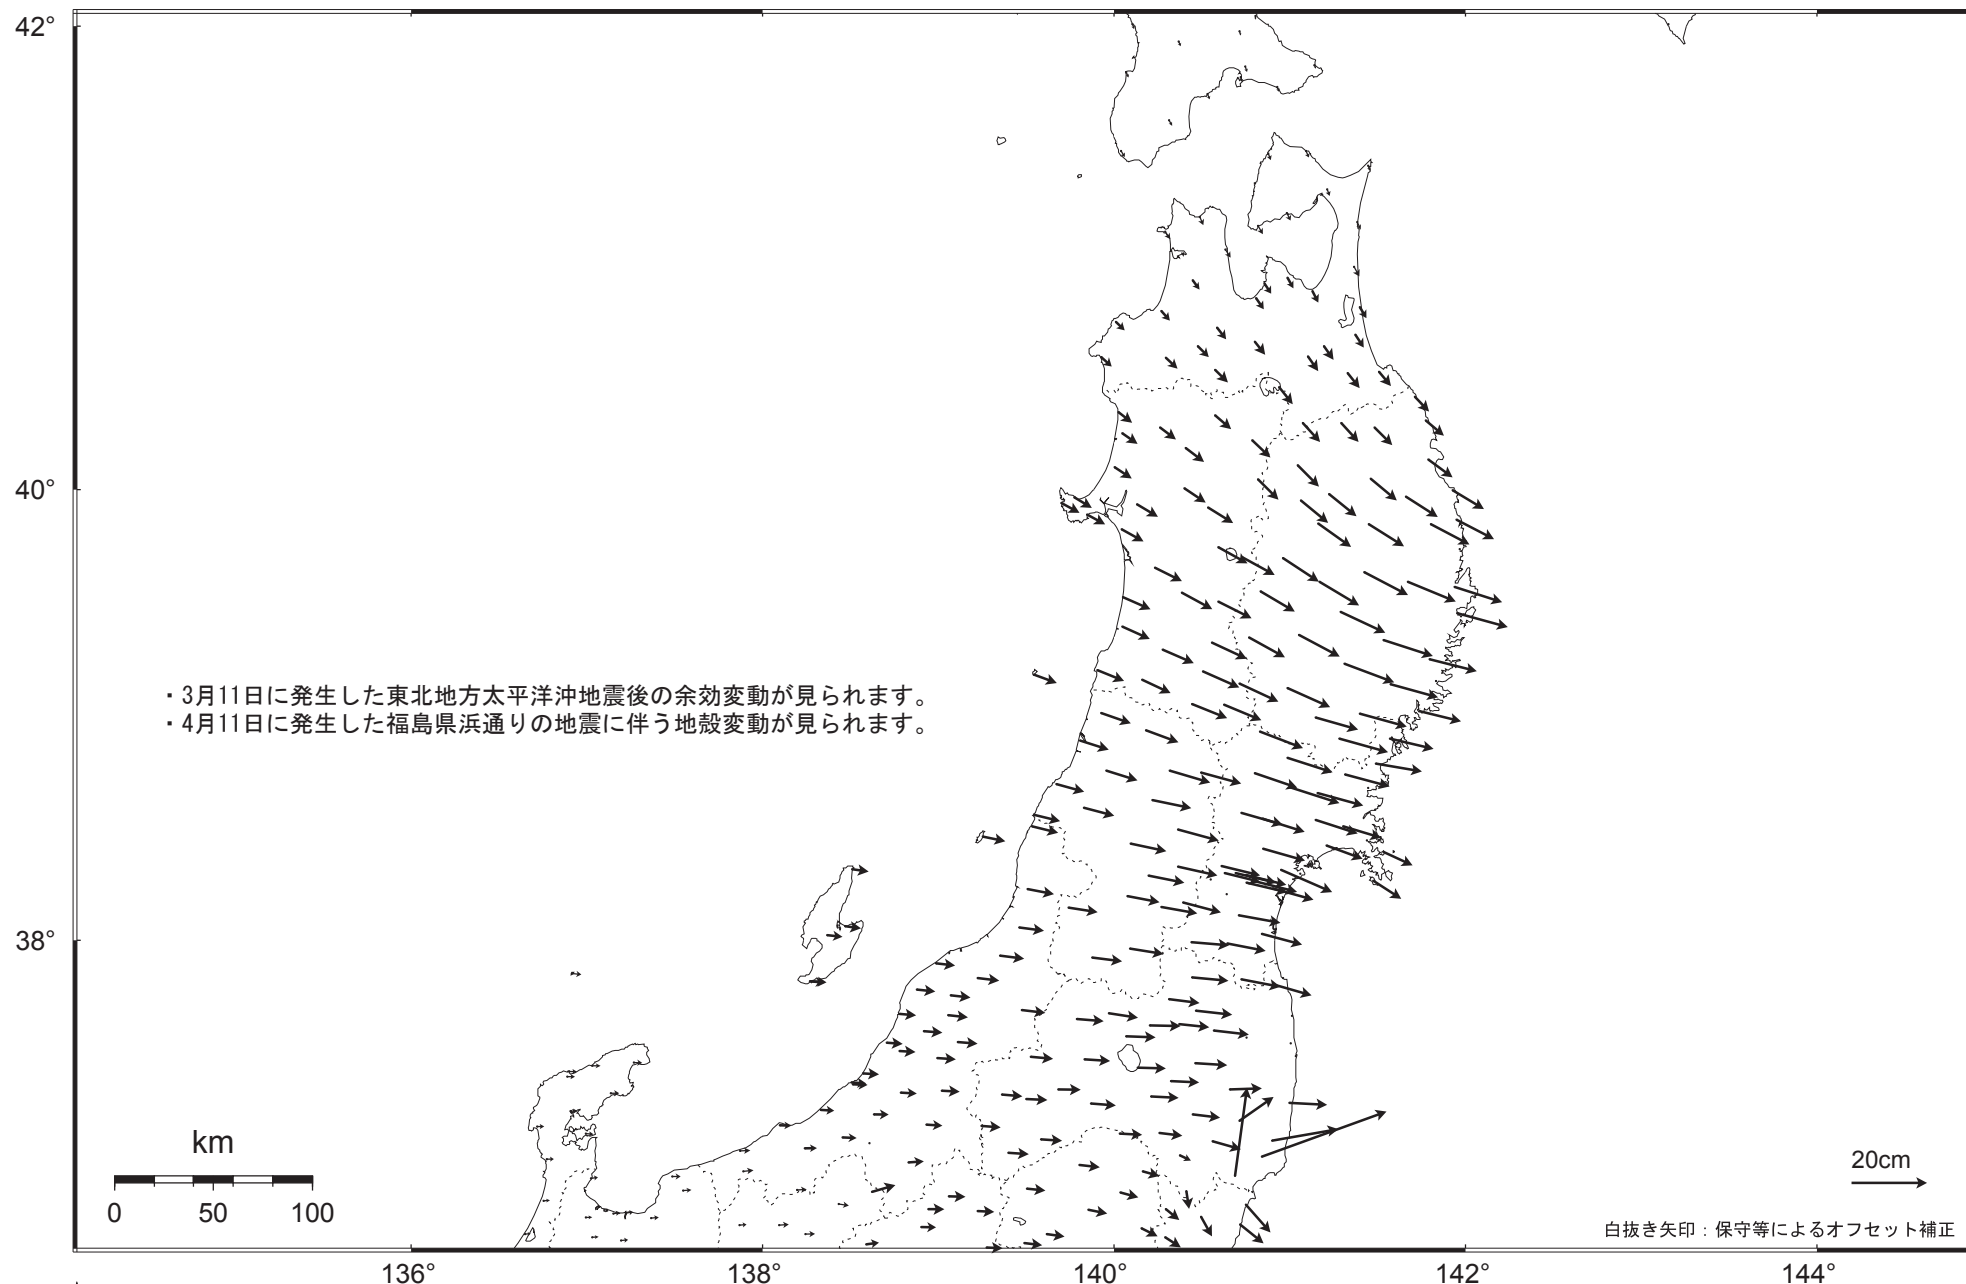 42°
40°
・3月11日に発生した東北地方太平洋沖地震後の余効変動が見られます。
・4月11日に発生した福島県浜通りの地震に伴う地殻変動が見られます。
38°
km
0 50 100
20cm
白抜き矢印：保守等によるオフセット補正
136° 138° 140° 142° 144°